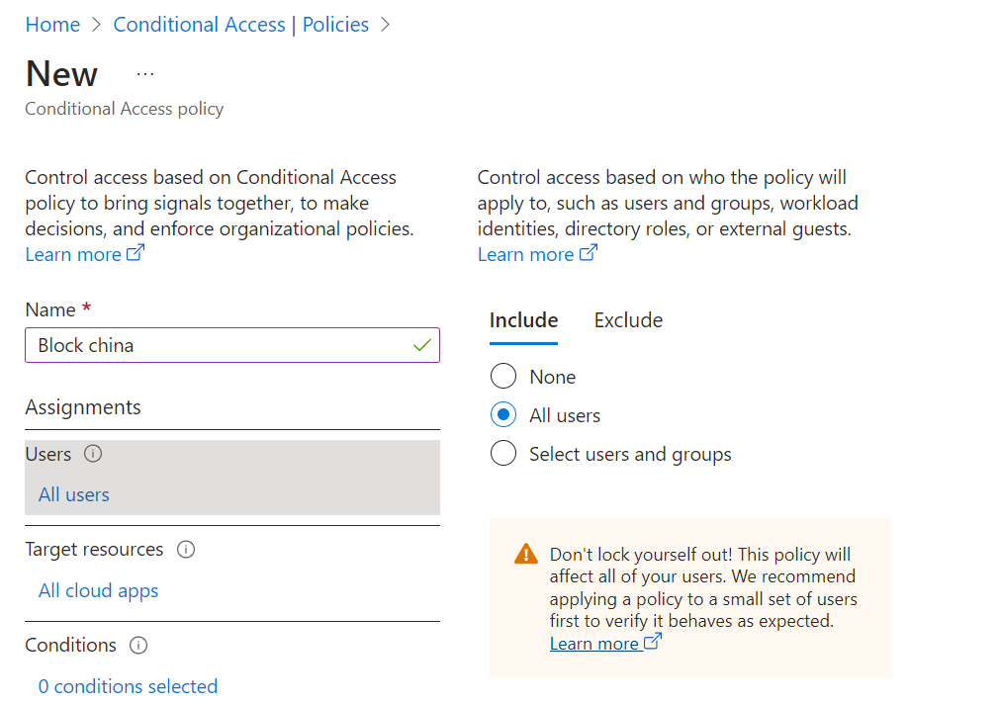 Home > Conditional Access | Policies >
New ...
Conditional Access policy
Control access based on Conditional Access
policy to bring signals together, to make
decisions, and enforce organizational policies.
Learn more
Name *
Block china
Assignments
Users
All users
Target resources
All cloud apps
Conditions
0 conditions selected
Control access based on who the policy will
apply to, such as users and groups, workload
identities, directory roles, or external guests.
Learn more
Include Exclude
None
All users
Select users and groups
Don't lock yourself out! This policy will
affect all of your users. We recommend
applying a policy to a small set of users
first to verify it behaves as expected.
Learn more